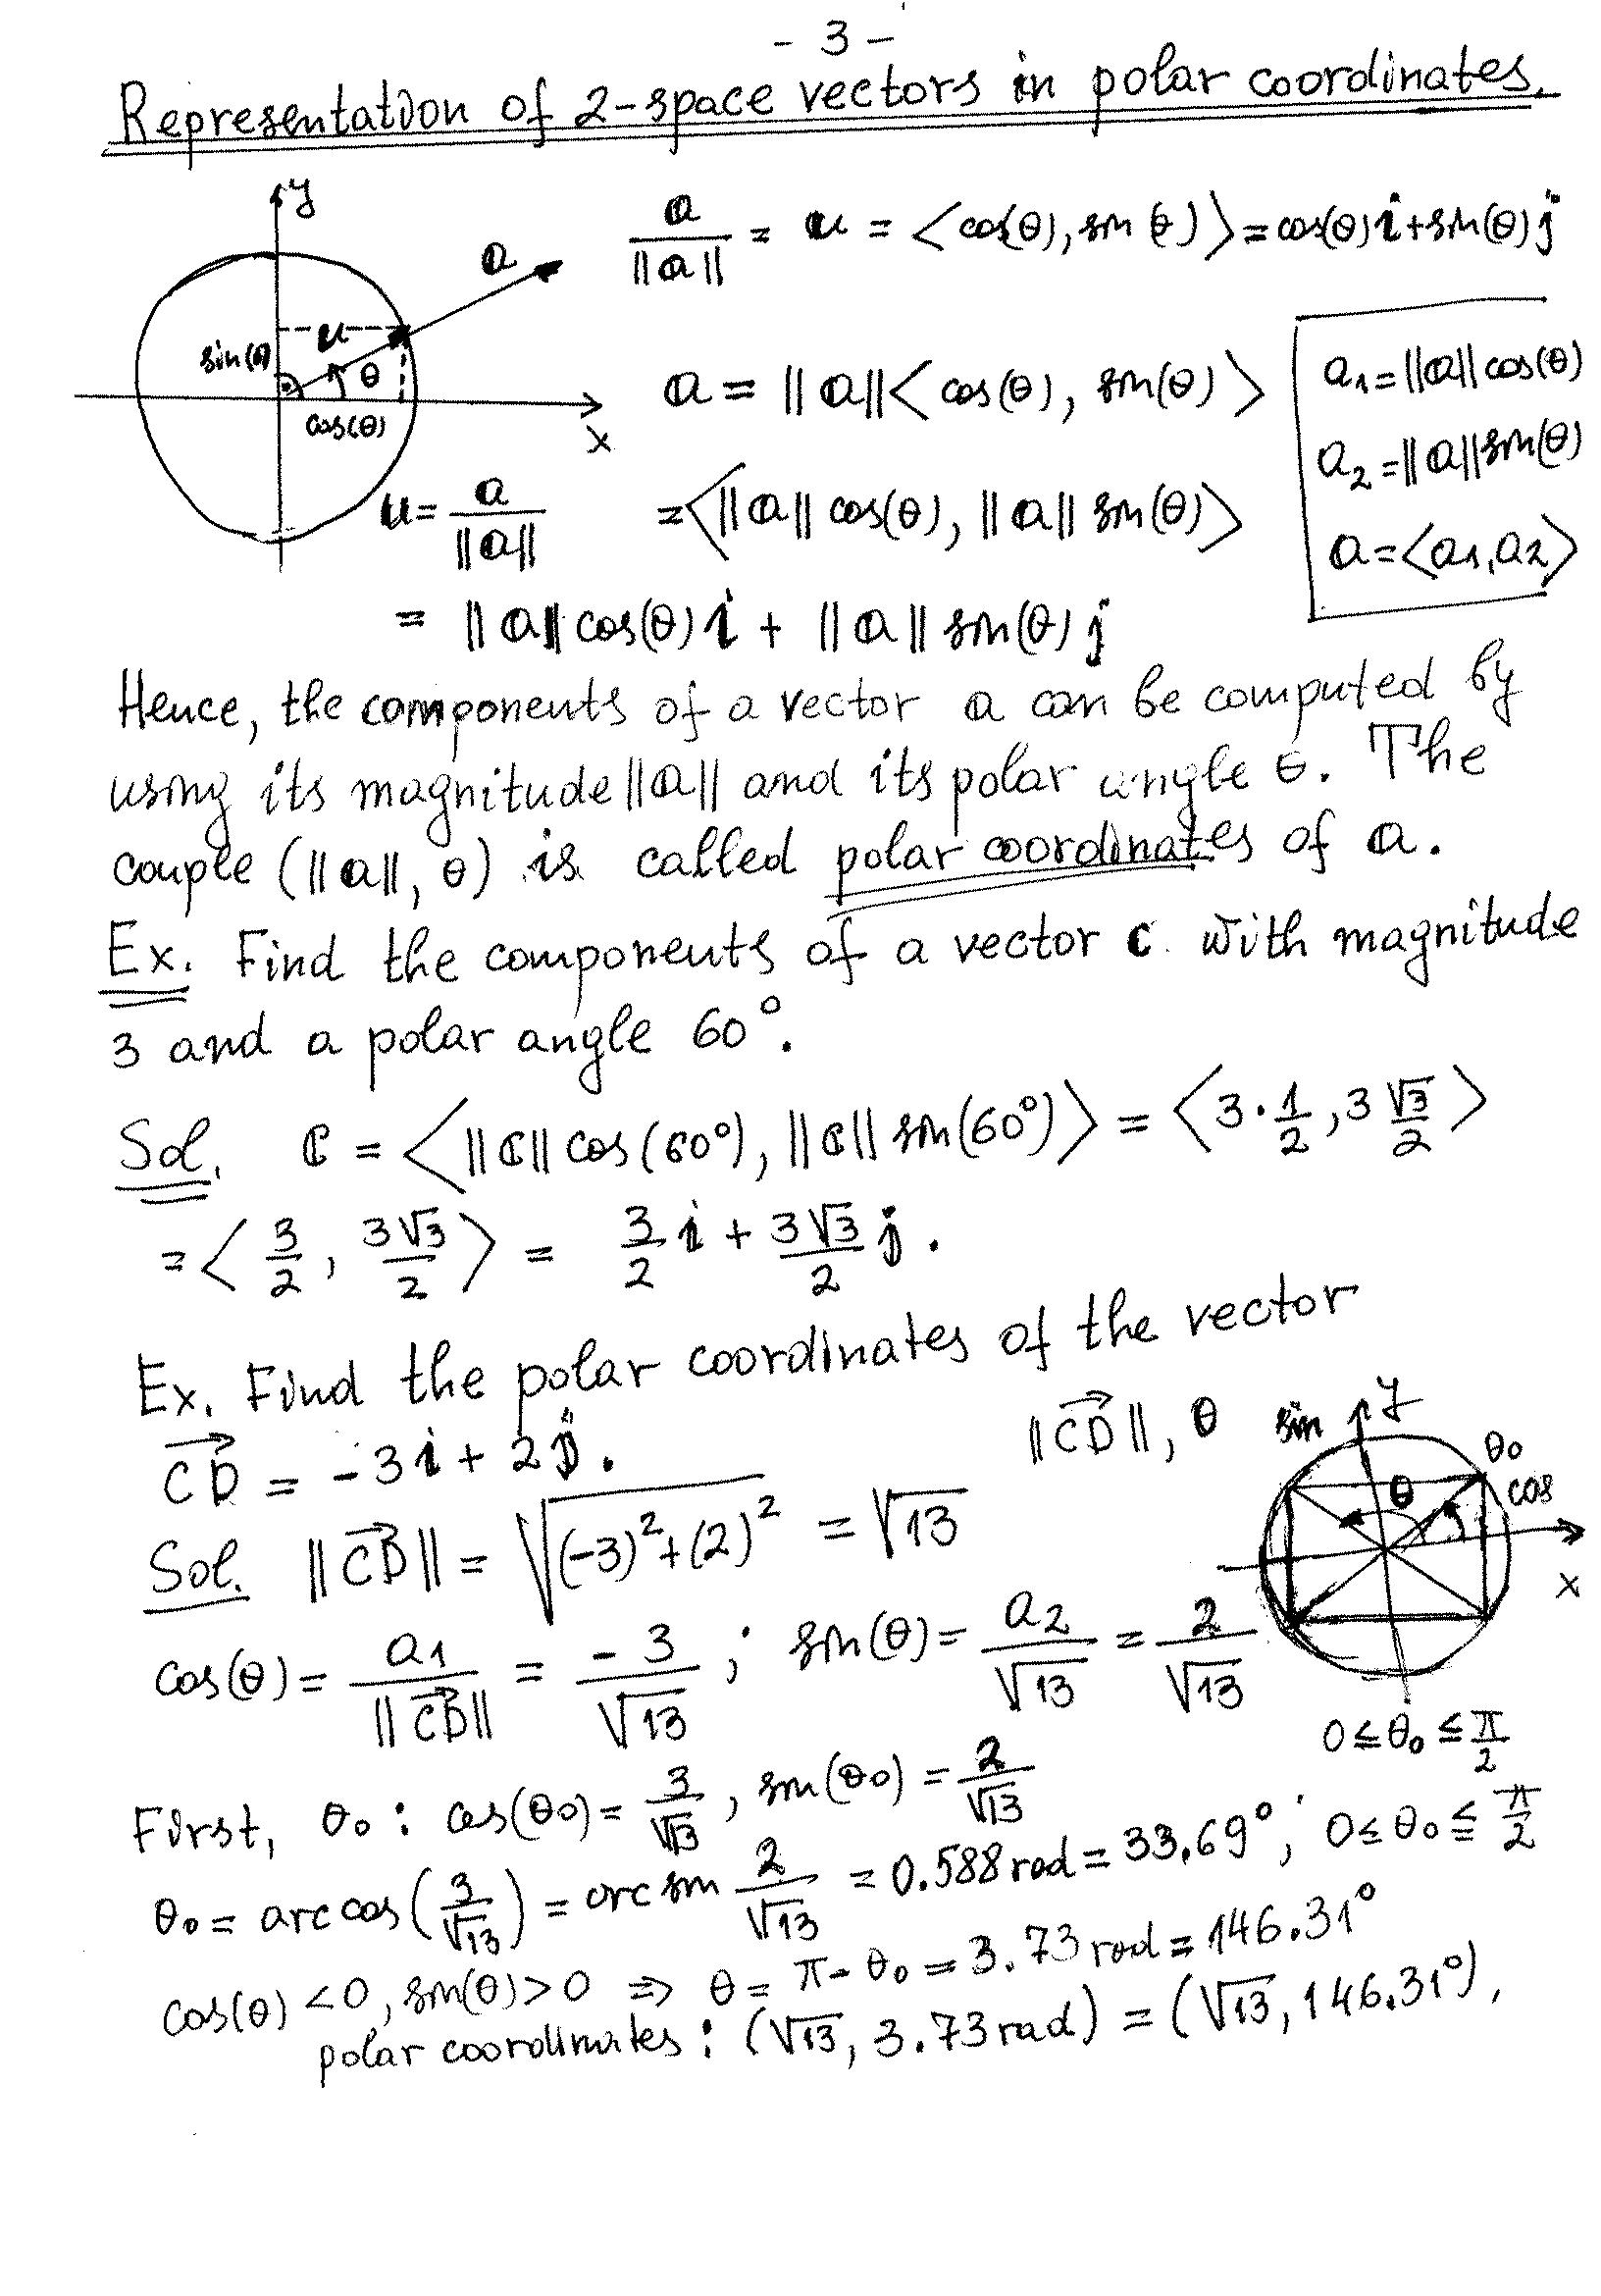 - 3 -
Representation of 2-space vectors in polar coordinates.
y
a
u
sin(θ)
θ
cos(θ)
x
a/||a|| = u = <cos(θ), sin(θ)> = cos(θ) i + sin(θ) j
a = ||a|| <cos(θ), sin(θ)>
u = a/||a||
= <||a|| cos(θ), ||a|| sin(θ)>
= ||a|| cos(θ) i + ||a|| sin(θ) j
a1 = ||a|| cos(θ)
a2 = ||a|| sin(θ)
a = <a1, a2>
Hence, the components of a vector a can be computed by
using its magnitude ||a|| and its polar angle θ. The
couple (||a||, θ) is called polar coordinates of a.
Ex. Find the components of a vector c with magnitude
3 and a polar angle 60°.
Sol. c = <||c|| cos(60°), ||c|| sin(60°)> = <3·1/2, 3 √3/2>
= <3/2, 3√3/2> = 3/2 i + 3√3/2 j.
Ex. Find the polar coordinates of the vector
CD = -3i + 2j.
||CD||, θ
sin
y
θ0
cos
θ
x
Sol. ||CD|| = √((-3)² + (2)²) = √13
cos(θ) = a1/||CD|| = -3/√13 ; sin(θ) = a2/√13 = 2/√13
0 ≤ θ0 ≤ π/2
First, θ0 : cos(θ0) = 3/√13, sin(θ0) = 2/√13
θ0 = arccos(3/√13) = arcsin 2/√13 = 0.588 rad = 33.69°; 0 ≤ θ0 ≤ π/2
cos(θ) < 0, sin(θ) > 0 ⇒ θ = π - θ0 = 3.73 rad = 146.31°
polar coordinates: (√13, 3.73 rad) = (√13, 146.31°),